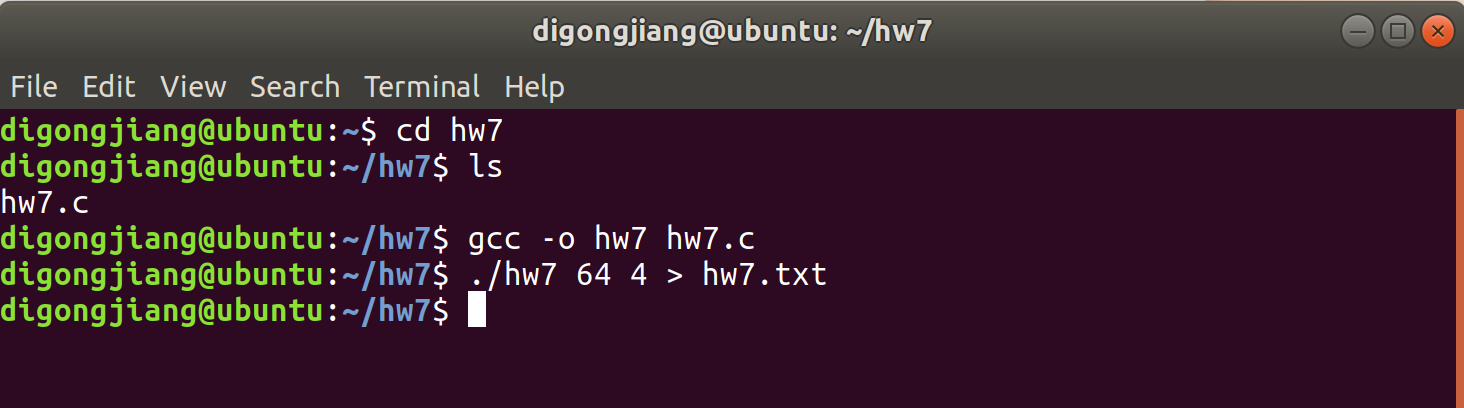 digongjiang@ubuntu: ~/hw7
File Edit View Search Terminal Help
digongjiang@ubuntu:~$ cd hw7
digongjiang@ubuntu:~/hw7$ ls
hw7.c
digongjiang@ubuntu:~/hw7$ gcc -o hw7 hw7.c
digongjiang@ubuntu:~/hw7$ ./hw7 64 4 > hw7.txt
digongjiang@ubuntu:~/hw7$